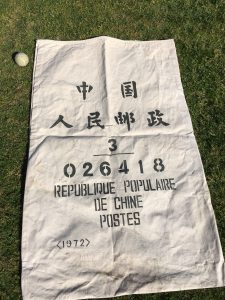 中国
人民邮政
3
026418
REPUBLIQUE POPULAIRE
DE CHINE
POSTES
<1972>